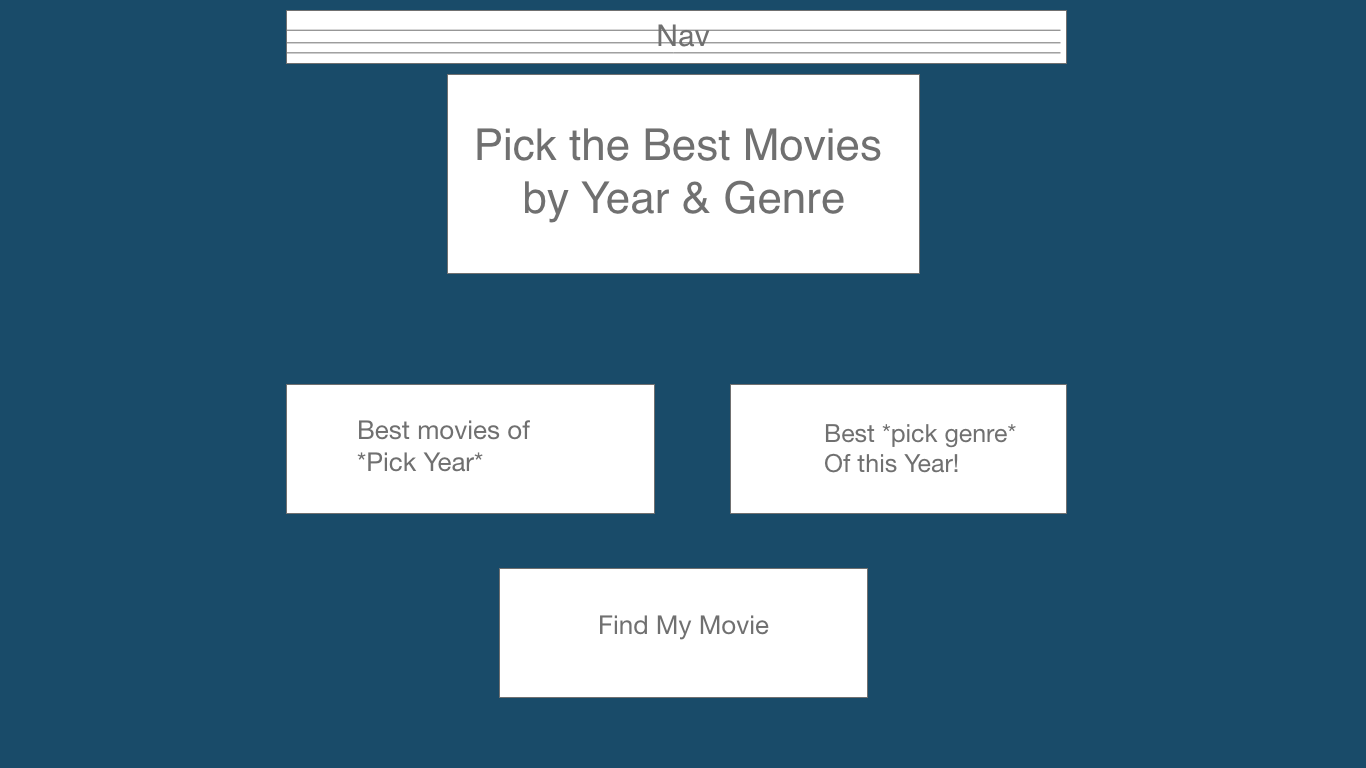 Nav
Pick the Best Movies
by Year & Genre
Best movies of
*Pick Year*
Best *pick genre*
Of this Year!
Find My Movie